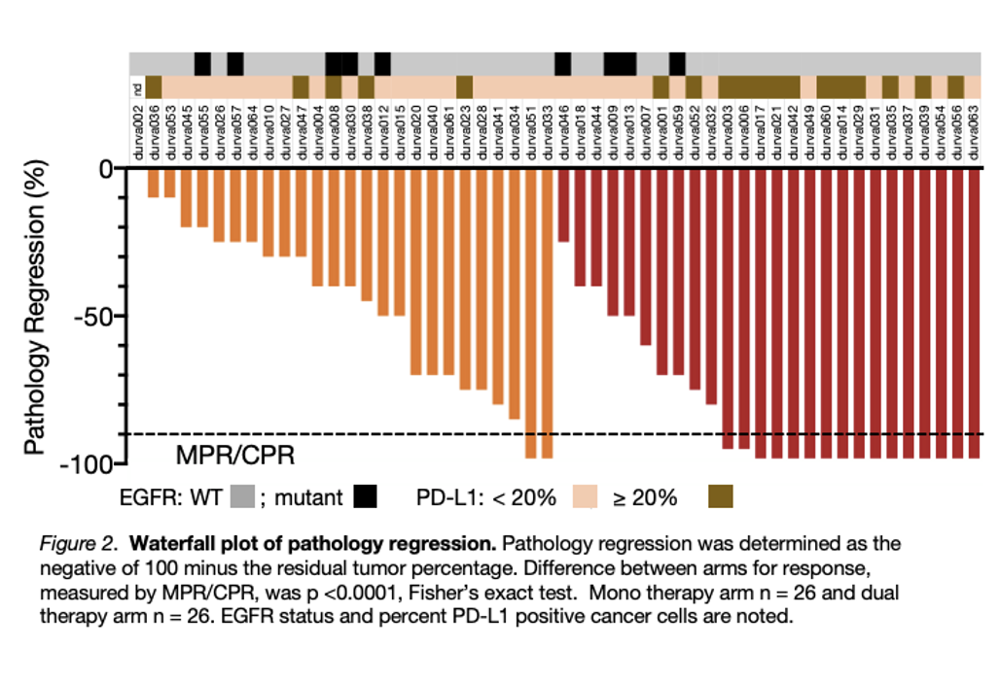 nd
durva002
durva036
durva053
durva045
durva055
durva026
durva057
durva064
durva010
durva027
durva047
durva004
durva008
durva030
durva038
durva012
durva015
durva020
durva040
durva061
durva023
durva028
durva041
durva034
durva051
durva033
durva046
durva018
durva044
durva009
durva013
durva007
durva001
durva059
durva052
durva032
durva003
durva006
durva017
durva021
durva042
durva049
durva060
durva014
durva029
durva031
durva035
durva037
durva039
durva054
durva056
durva063
Pathology Regression (%)
0
-50
-100
MPR/CPR
EGFR: WT ; mutant PD-L1: < 20% ≥ 20%
Figure 2. Waterfall plot of pathology regression. Pathology regression was determined as the
negative of 100 minus the residual tumor percentage. Difference between arms for response,
measured by MPR/CPR, was p <0.0001, Fisher's exact test. Mono therapy arm n = 26 and dual
therapy arm n = 26. EGFR status and percent PD-L1 positive cancer cells are noted.